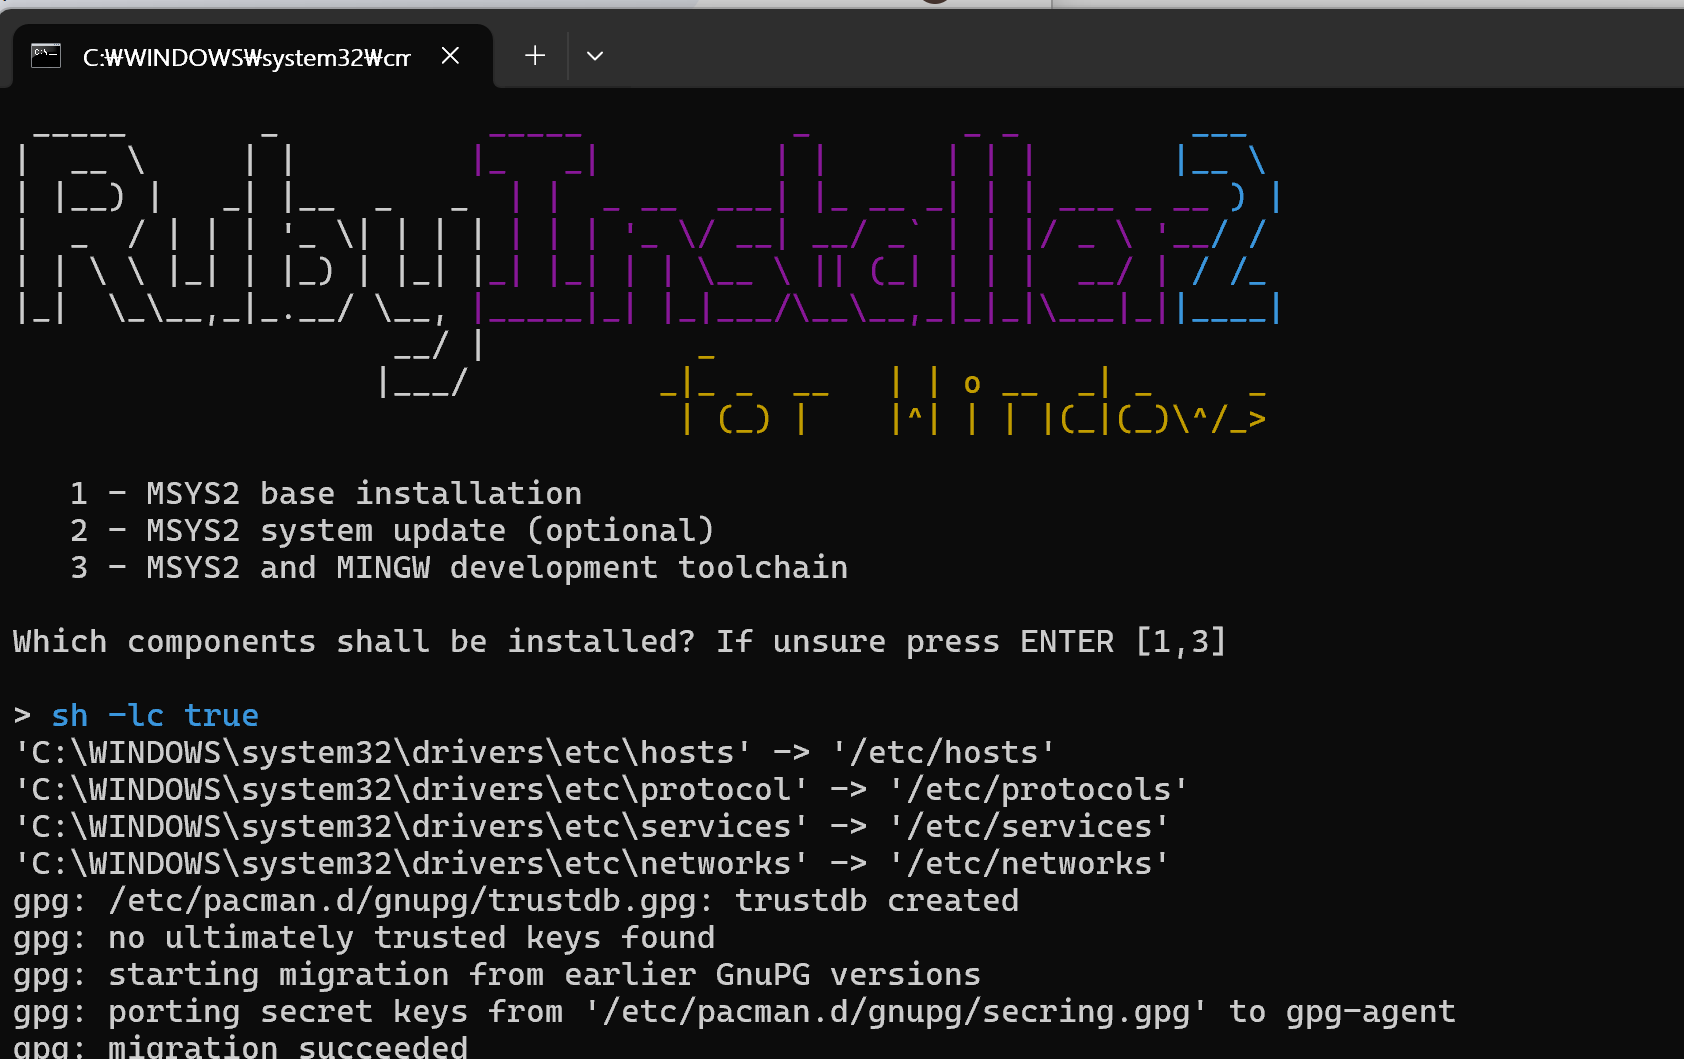 C:₩WINDOWS₩system32₩cm
RubyInstaller2
for Windows
1 - MSYS2 base installation
2 - MSYS2 system update (optional)
3 - MSYS2 and MINGW development toolchain
Which components shall be installed? If unsure press ENTER [1,3]
> sh -lc true
'C:\WINDOWS\system32\drivers\etc\hosts' -> '/etc/hosts'
'C:\WINDOWS\system32\drivers\etc\protocol' -> '/etc/protocols'
'C:\WINDOWS\system32\drivers\etc\services' -> '/etc/services'
'C:\WINDOWS\system32\drivers\etc\networks' -> '/etc/networks'
gpg: /etc/pacman.d/gnupg/trustdb.gpg: trustdb created
gpg: no ultimately trusted keys found
gpg: starting migration from earlier GnuPG versions
gpg: porting secret keys from '/etc/pacman.d/gnupg/secring.gpg' to gpg-agent
gpg: migration succeeded